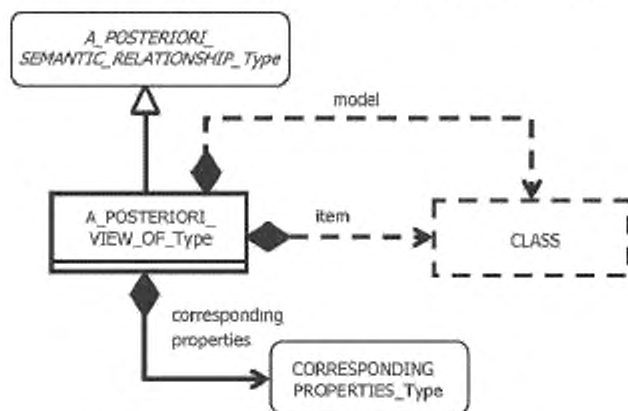 A_POSTERIORI_
SEMANTIC_RELATIONSHIP_Type
model
A_POSTERIORI_
VIEW_OF_Type
item
CLASS
corresponding
properties
CORRESPONDING
PROPERTIES_Type